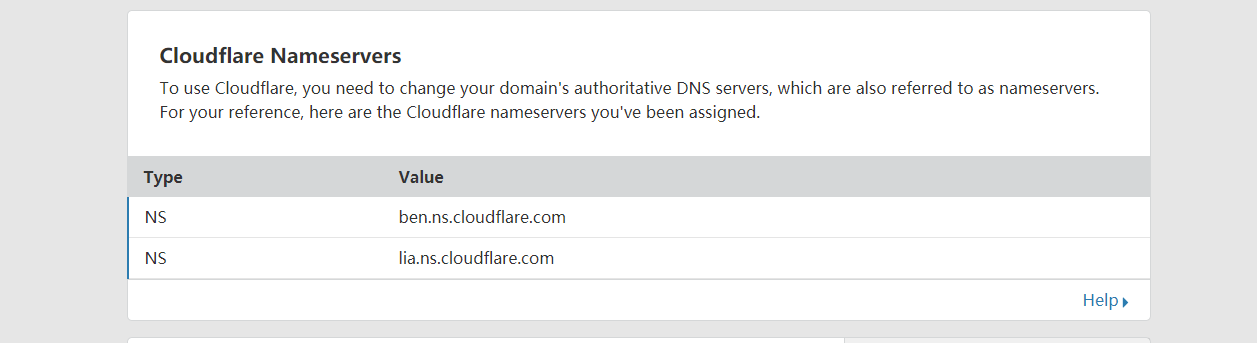 Cloudflare Nameservers
To use Cloudflare, you need to change your domain's authoritative DNS servers, which are also referred to as nameservers.
For your reference, here are the Cloudflare nameservers you've been assigned.
Type Value
NS ben.ns.cloudflare.com
NS lia.ns.cloudflare.com
Help